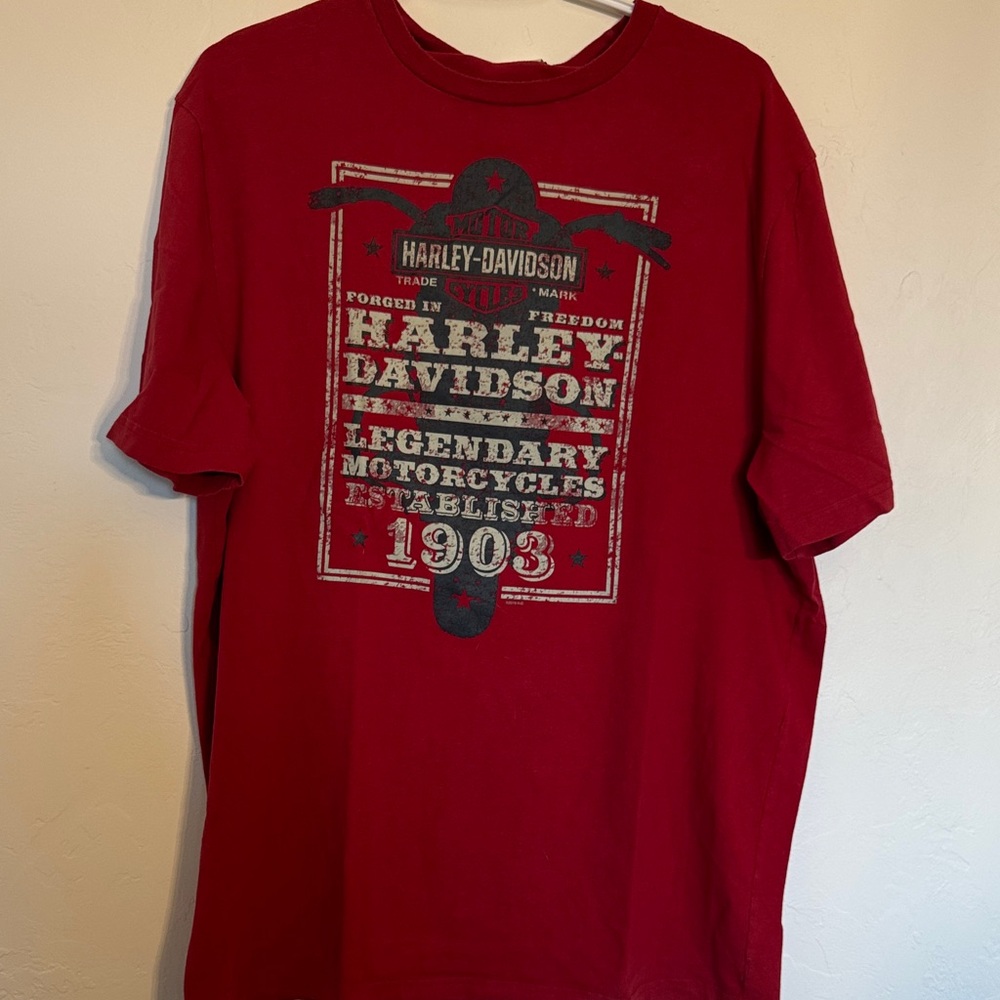 MOTOR
HARLEY-DAVIDSON
TRADE MARK
CYCLES
FORGED IN FREEDOM
HARLEY-
DAVIDSON
LEGENDARY
MOTORCYCLES
ESTABLISHED
1903